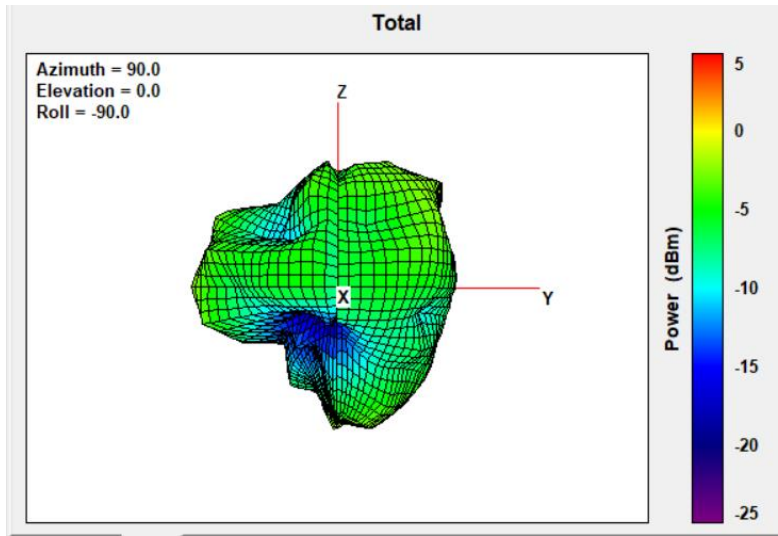 Total
Azimuth = 90.0
Elevation = 0.0
Roll = -90.0
Z
X
Y
Power (dBm)
5
0
-5
-10
-15
-20
-25